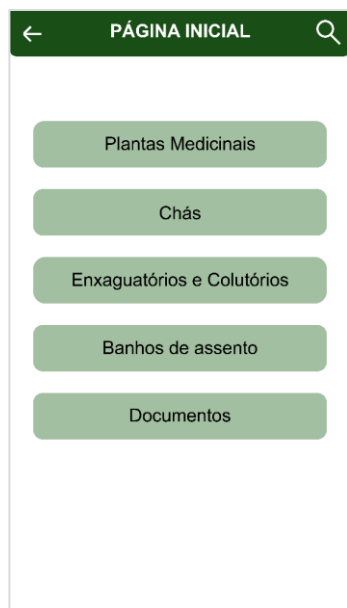 PÁGINA INICIAL
Plantas Medicinais
Chás
Enxaguatórios e Colutórios
Banhos de assento
Documentos